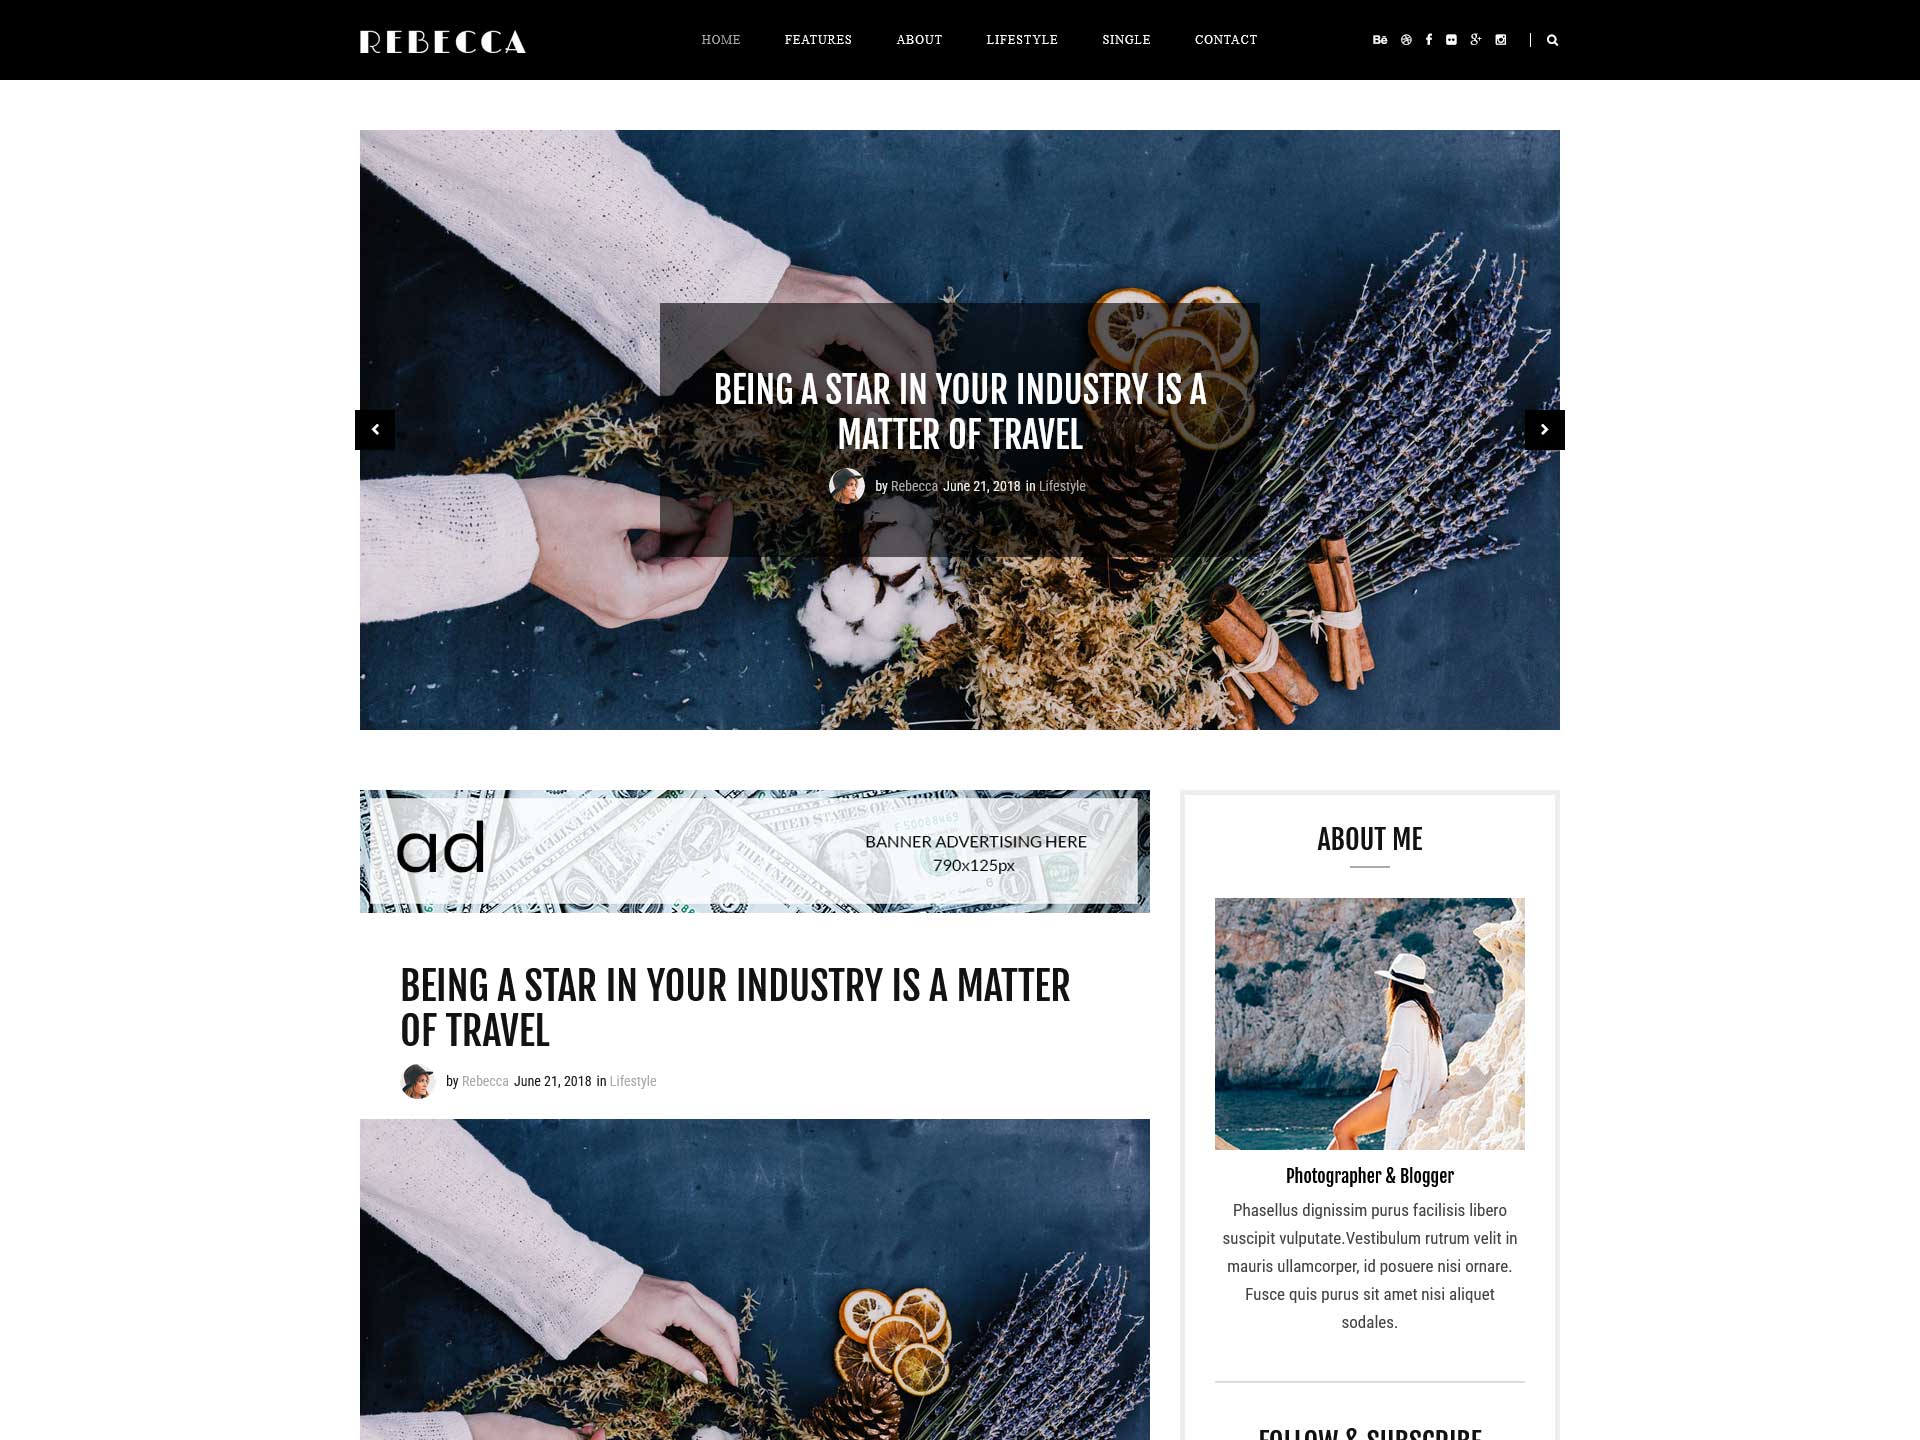 REBECCA
HOME FEATURES ABOUT LIFESTYLE SINGLE CONTACT
BEING A STAR IN YOUR INDUSTRY IS A
MATTER OF TRAVEL
by Rebecca June 21, 2018 in Lifestyle
ad
BANNER ADVERTISING HERE
790x125px
BEING A STAR IN YOUR INDUSTRY IS A MATTER
OF TRAVEL
by Rebecca June 21, 2018 in Lifestyle
ABOUT ME
Photographer & Blogger
Phasellus dignissim purus facilisis libero
suscipit vulputate.Vestibulum rutrum velit in
mauris ullamcorper, id posuere nisi ornare.
Fusce quis purus sit amet nisi aliquet
sodales.
FOLLOW & SUBSCRIBE